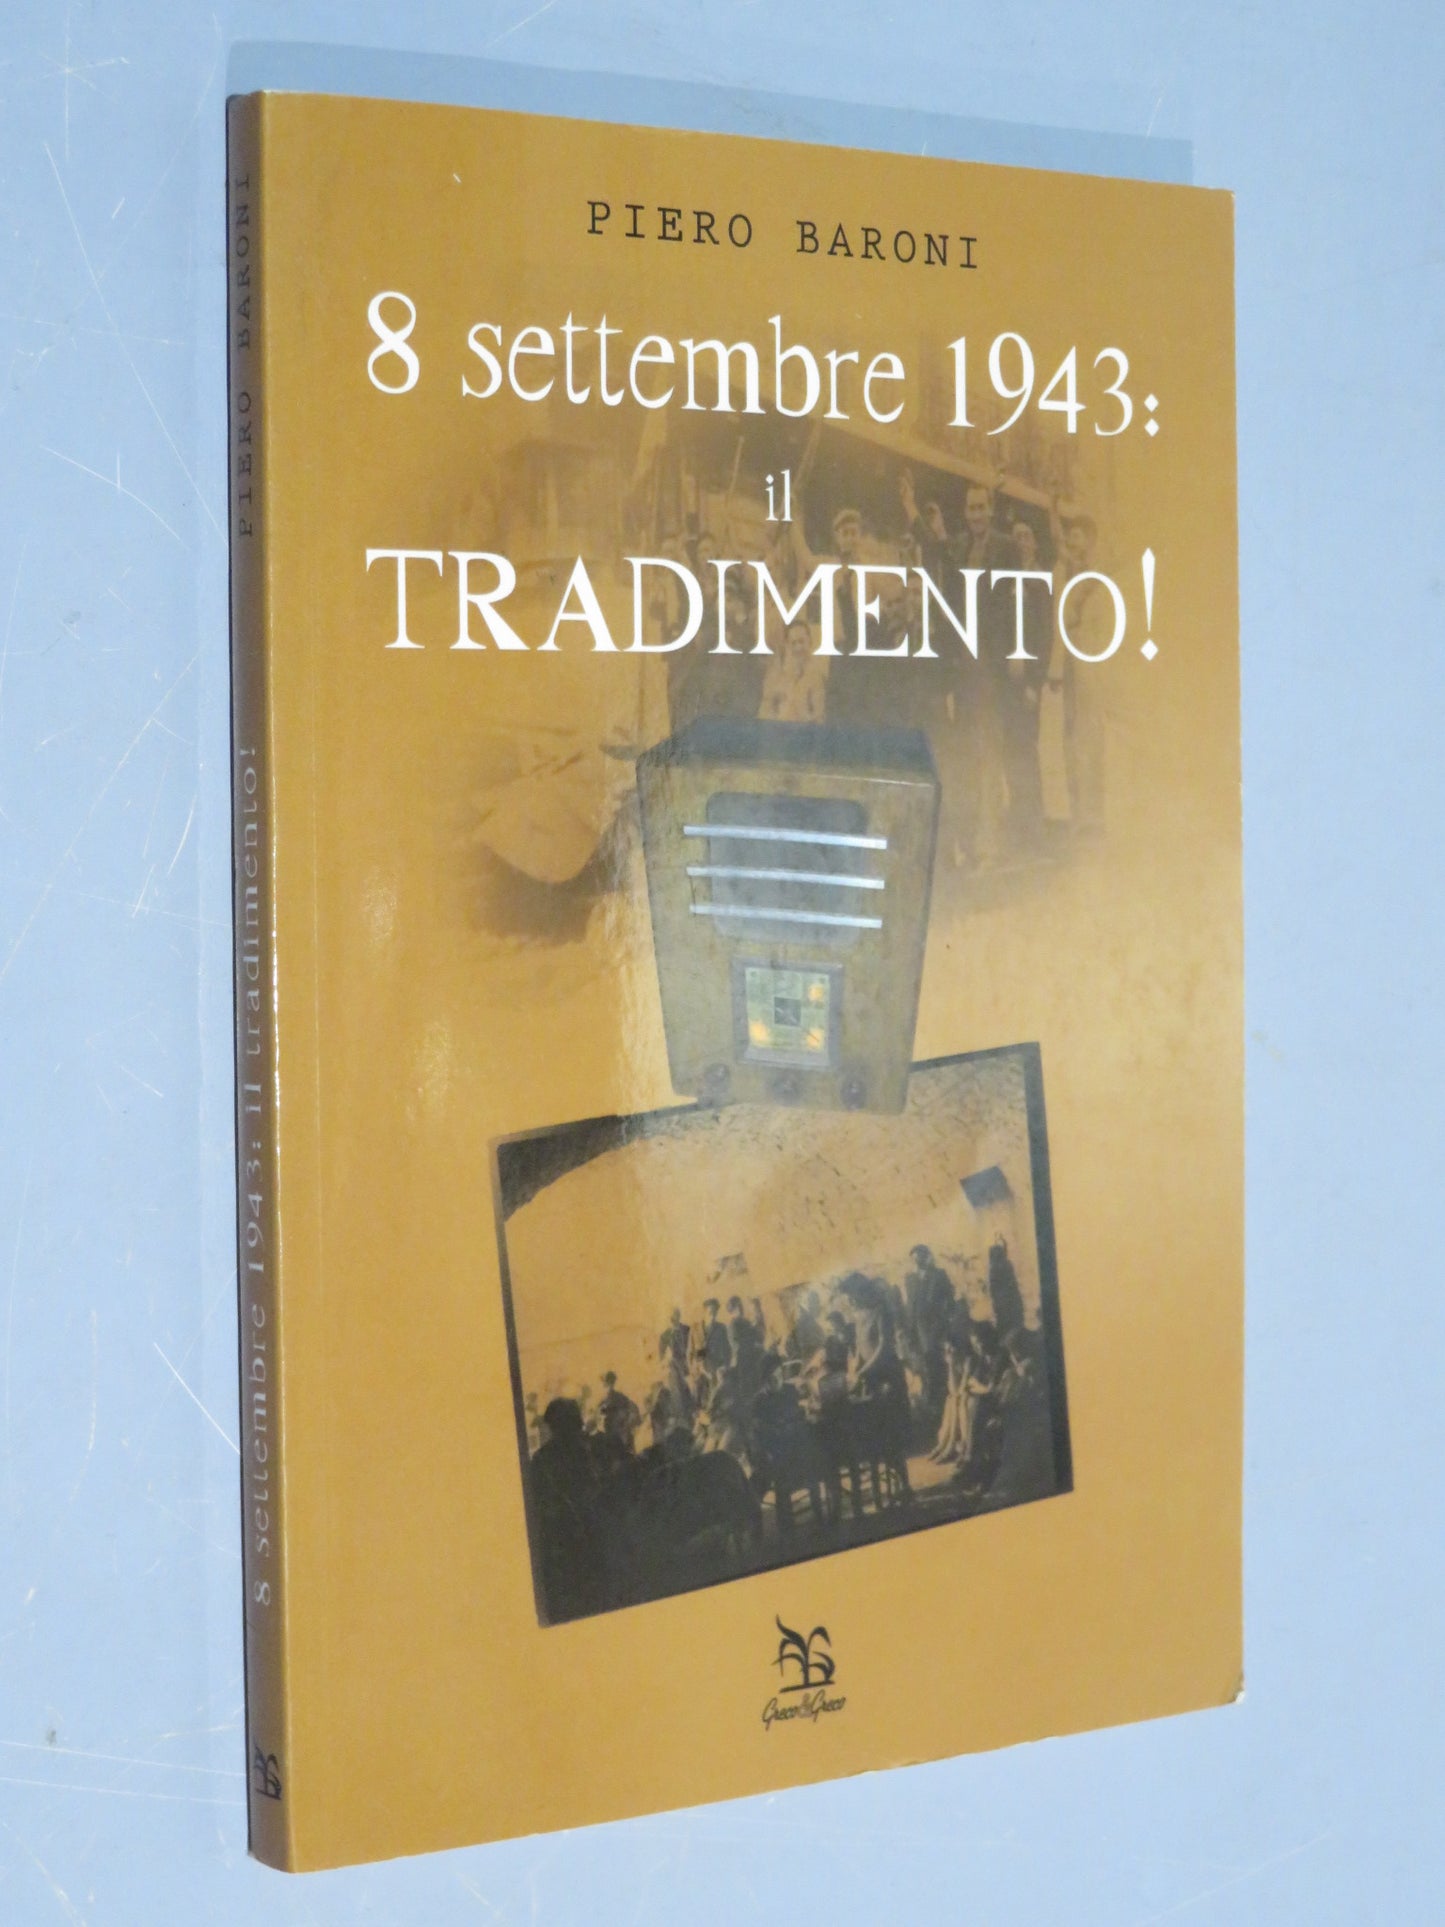 PIERO BARONI
8 settembre 1943:
il
TRADIMENTO!
Greco&Greco
PIERO BARONI
8 settembre 1943: il tradimento!